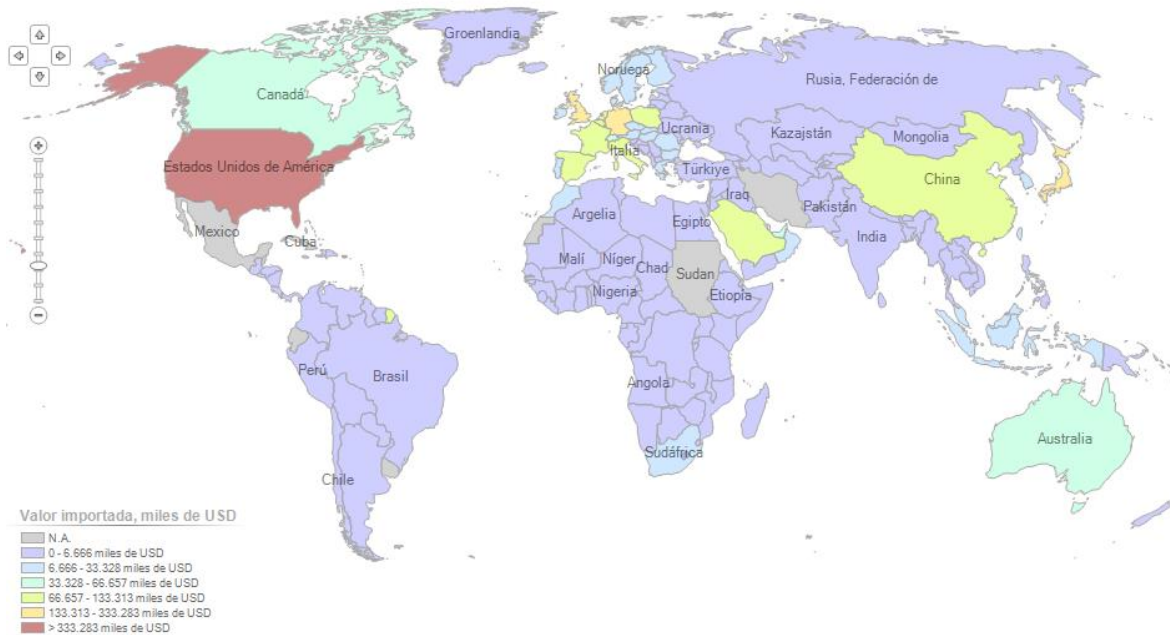 Groenlandia
Noruega
Rusia, Federación de
Canadá
Ucrania
Kazajstán
Mongolia
Estados Unidos de América
Italia
Türkiye
China
Iraq
Pakistán
Mexico
Cuba
Argelia
Egipto
India
Malí
Níger
Chad
Sudan
Nigeria
Etiopía
Perú
Brasil
Angola
Sudáfrica
Australia
Chile
Valor importada, miles de USD
N.A.
0 - 6.666 miles de USD
6.666 - 33.328 miles de USD
33.328 - 66.657 miles de USD
66.657 - 133.313 miles de USD
133.313 - 333.283 miles de USD
> 333.283 miles de USD